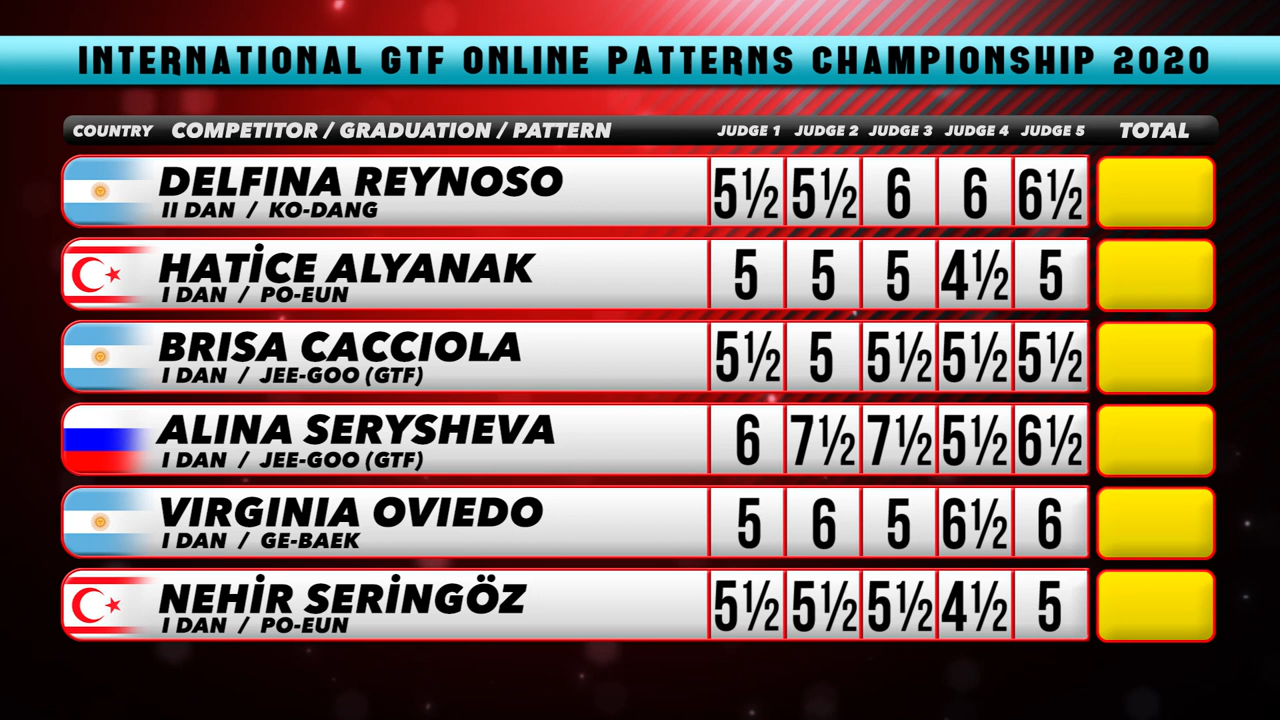 INTERNATIONAL GTF ONLINE PATTERNS CHAMPIONSHIP 2020
COUNTRY COMPETITOR / GRADUATION / PATTERN JUDGE 1 JUDGE 2 JUDGE 3 JUDGE 4 JUDGE 5 TOTAL
DELFINA REYNOSO 5½ 5½ 6 6 6½
II DAN / KO-DANG
HATİCE ALYANAK 5 5 5 4½ 5
I DAN / PO-EUN
BRISA CACCIOLA 5½ 5 5½ 5½ 5½
I DAN / JEE-GOO (GTF)
ALINA SERYSHEVA 6 7½ 7½ 5½ 6½
I DAN / JEE-GOO (GTF)
VIRGINIA OVIEDO 5 6 5 6½ 6
I DAN / GE-BAEK
NEHİR SERİNGÖZ 5½ 5½ 5½ 4½ 5
I DAN / PO-EUN